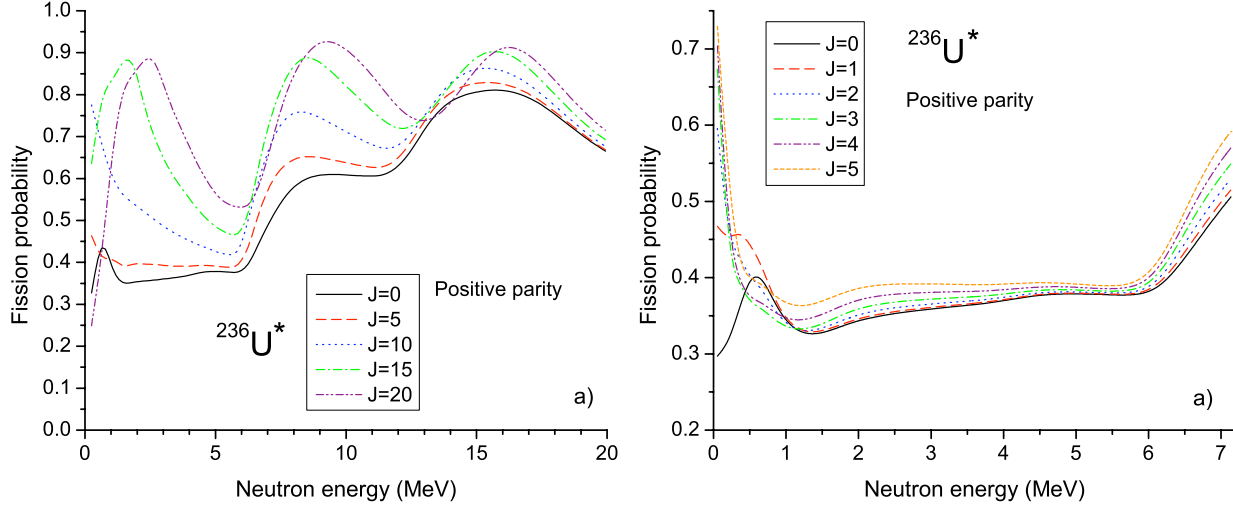 1.0
0.9
0.8
0.7
0.6
0.5
0.4
0.3
0.2
0.1
0.0
Fission probability
0 5 10 15 20
Neutron energy (MeV)
J=0
J=5
J=10
J=15
J=20
Positive parity
²³⁶U*
a)
0.7
0.6
0.5
0.4
0.3
0.2
Fission probability
0 1 2 3 4 5 6 7
Neutron energy (MeV)
J=0
J=1
J=2
J=3
J=4
J=5
²³⁶U*
Positive parity
a)